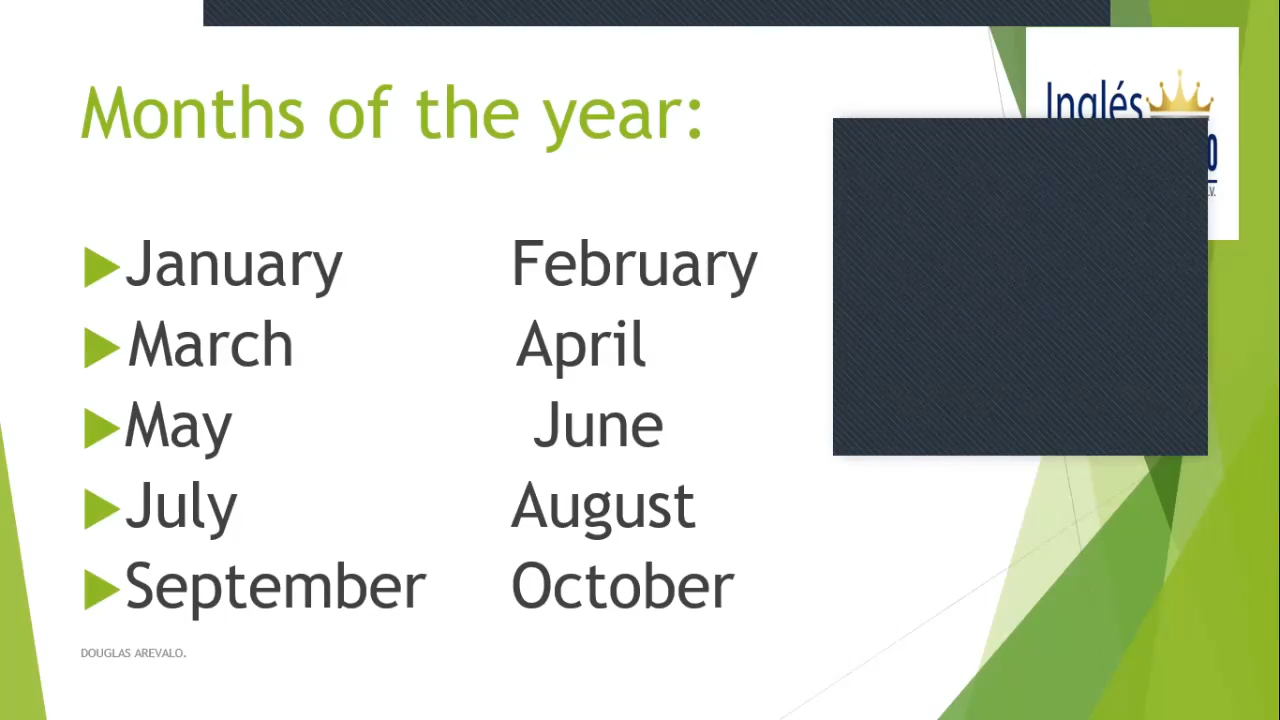 Months of the year:
Inglés
January February
March April
May June
July August
September October
DOUGLAS AREVALO.